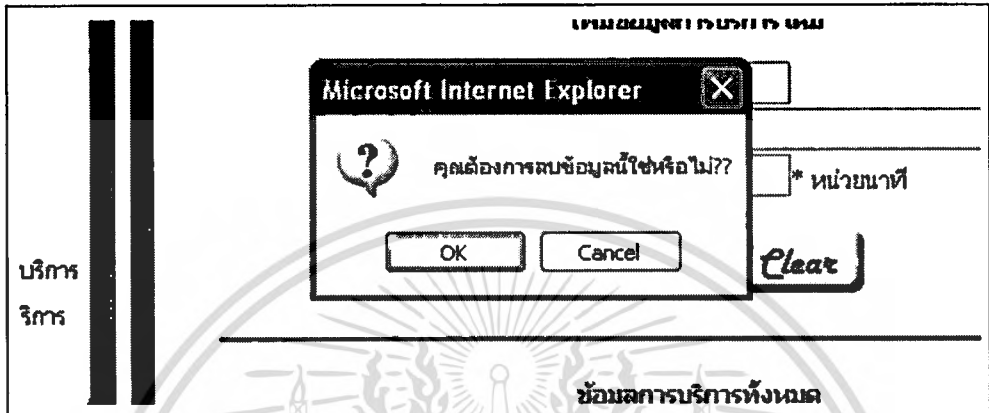 Microsoft Internet Explorer
คุณต้องการลบข้อมูลนี้ใช่หรือไม่??
* หน่วยนาที
OK
Cancel
Clear
บริการ
ริการ
ข้อมูลการบริการทั้งหมด